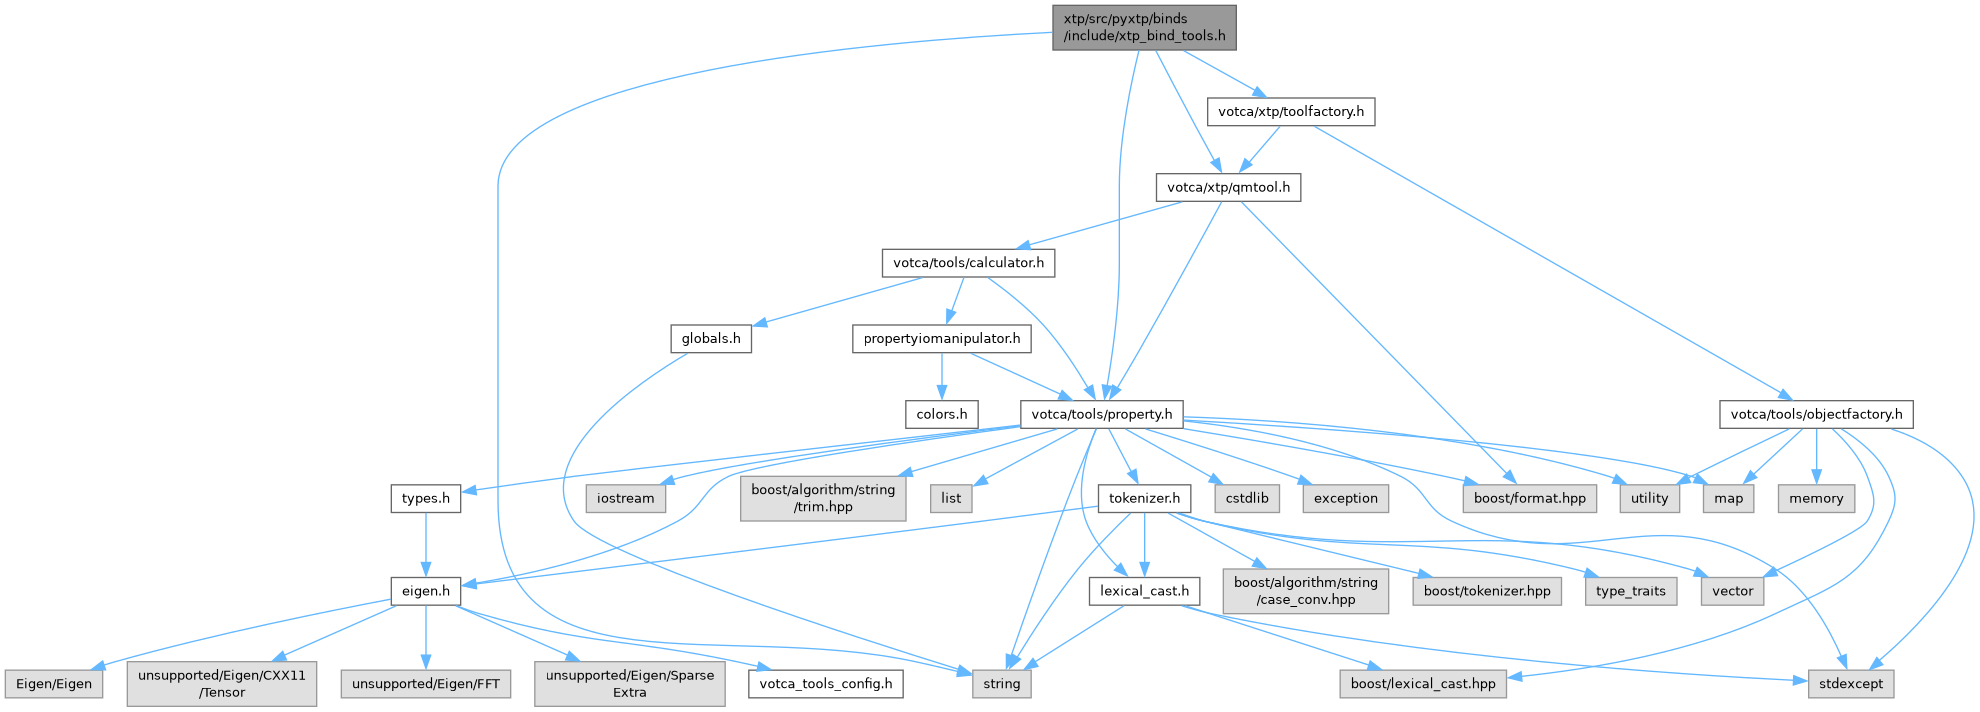 xtp/src/pyxtp/binds
/include/xtp_bind_tools.h
votca/xtp/toolfactory.h
votca/xtp/qmtool.h
votca/tools/calculator.h
globals.h
propertyiomanipulator.h
colors.h
votca/tools/property.h
votca/tools/objectfactory.h
types.h
iostream
boost/algorithm/string
/trim.hpp
list
tokenizer.h
cstdlib
exception
boost/format.hpp
utility
map
memory
eigen.h
lexical_cast.h
boost/algorithm/string
/case_conv.hpp
boost/tokenizer.hpp
type_traits
vector
Eigen/Eigen
unsupported/Eigen/CXX11
/Tensor
unsupported/Eigen/FFT
unsupported/Eigen/Sparse
Extra
votca_tools_config.h
string
boost/lexical_cast.hpp
stdexcept